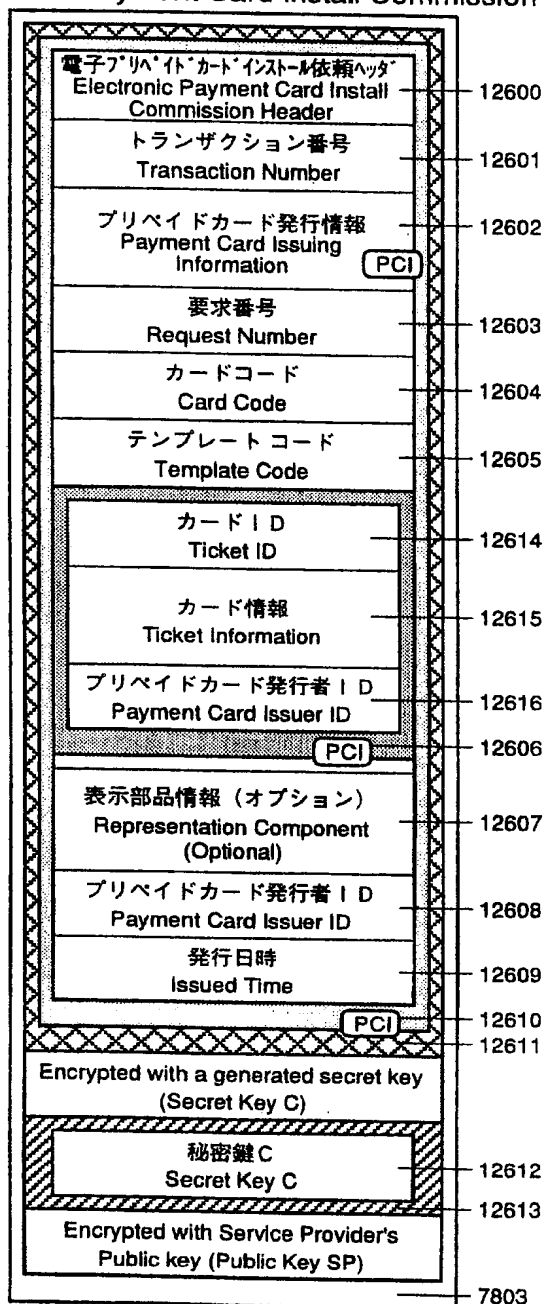 Payment Card Install Commission
電子プリペイドカードインストール依頼ヘッダ
Electronic Payment Card Install
Commission Header
12600
トランザクション番号
Transaction Number
12601
プリペイドカード発行情報
Payment Card Issuing
Information
PCI
12602
要求番号
Request Number
12603
カードコード
Card Code
12604
テンプレート コード
Template Code
12605
カードID
Ticket ID
12614
カード情報
Ticket Information
12615
プリペイドカード発行者ID
Payment Card Issuer ID
12616
PCI
12606
表示部品情報(オプション)
Representation Component
(Optional)
12607
プリペイドカード発行者ID
Payment Card Issuer ID
12608
発行日時
Issued Time
12609
PCI
12610
12611
Encrypted with a generated secret key
(Secret Key C)
秘密鍵C
Secret Key C
12612
12613
Encrypted with Service Provider's
Public key (Public Key SP)
7803